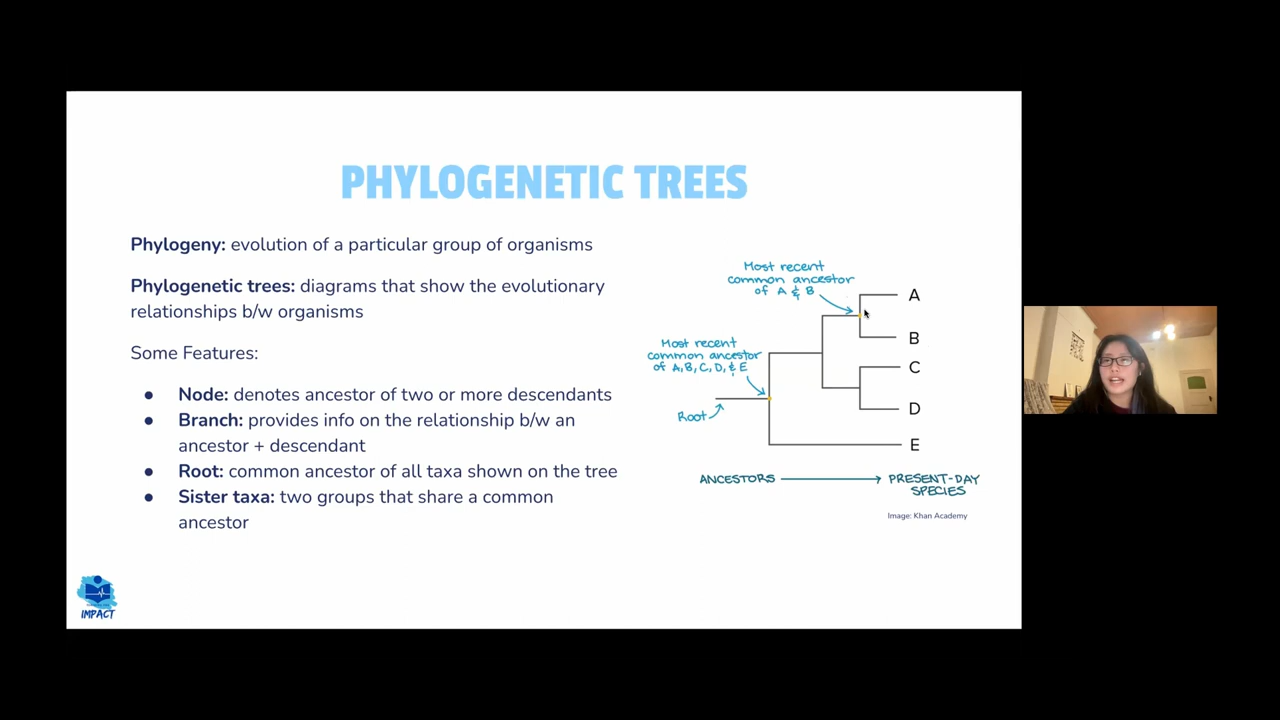 PHYLOGENETIC TREES
Phylogeny: evolution of a particular group of organisms
Phylogenetic trees: diagrams that show the evolutionary
relationships b/w organisms
Some Features:
● Node: denotes ancestor of two or more descendants
● Branch: provides info on the relationship b/w an
ancestor + descendant
● Root: common ancestor of all taxa shown on the tree
● Sister taxa: two groups that share a common
ancestor
Most recent
common ancestor
of A & B
Most recent
common ancestor
of A, B, C, D, & E
Root
A
B
C
D
E
ANCESTORS
PRESENT-DAY
SPECIES
Image: Khan Academy
IMPACT